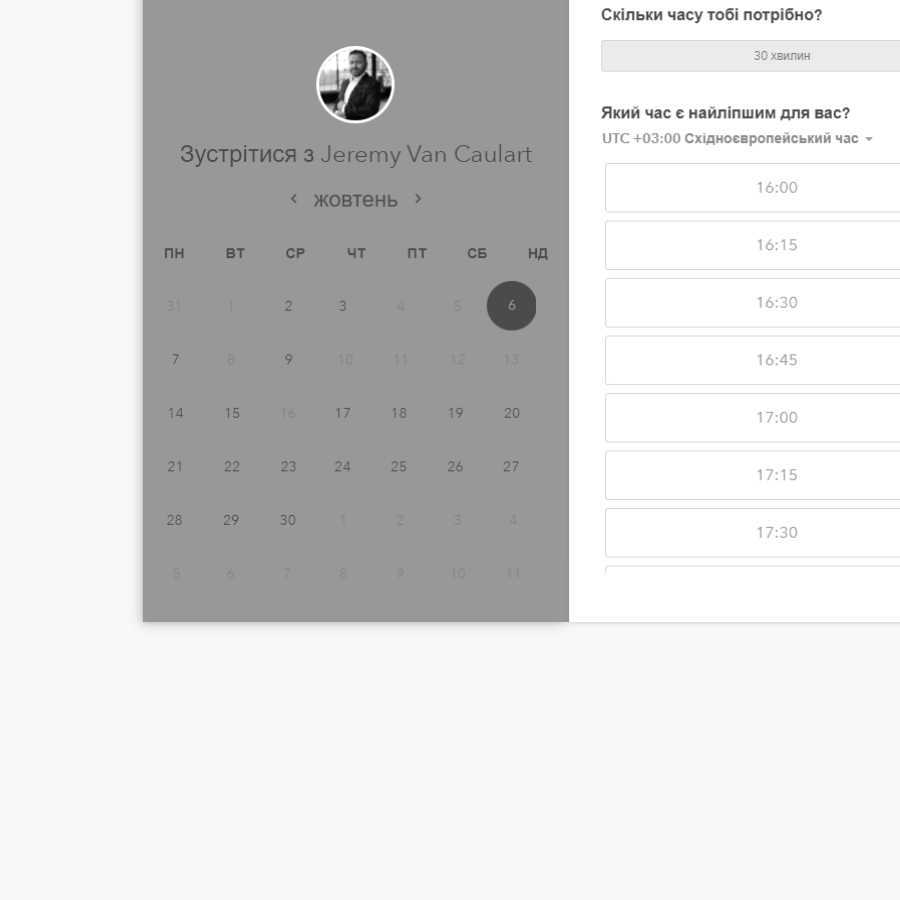 Зустрітися з Jeremy Van Caulart
жовтень
ПН ВТ СР ЧТ ПТ СБ НД
31 1 2 3 4 5 6
7 8 9 10 11 12 13
14 15 16 17 18 19 20
21 22 23 24 25 26 27
28 29 30 1 2 3 4
5 6 7 8 9 10 11
Скільки часу тобі потрібно?
30 хвилин
Який час є найліпшим для вас?
UTC +03:00 Східноєвропейський час
16:00
16:15
16:30
16:45
17:00
17:15
17:30